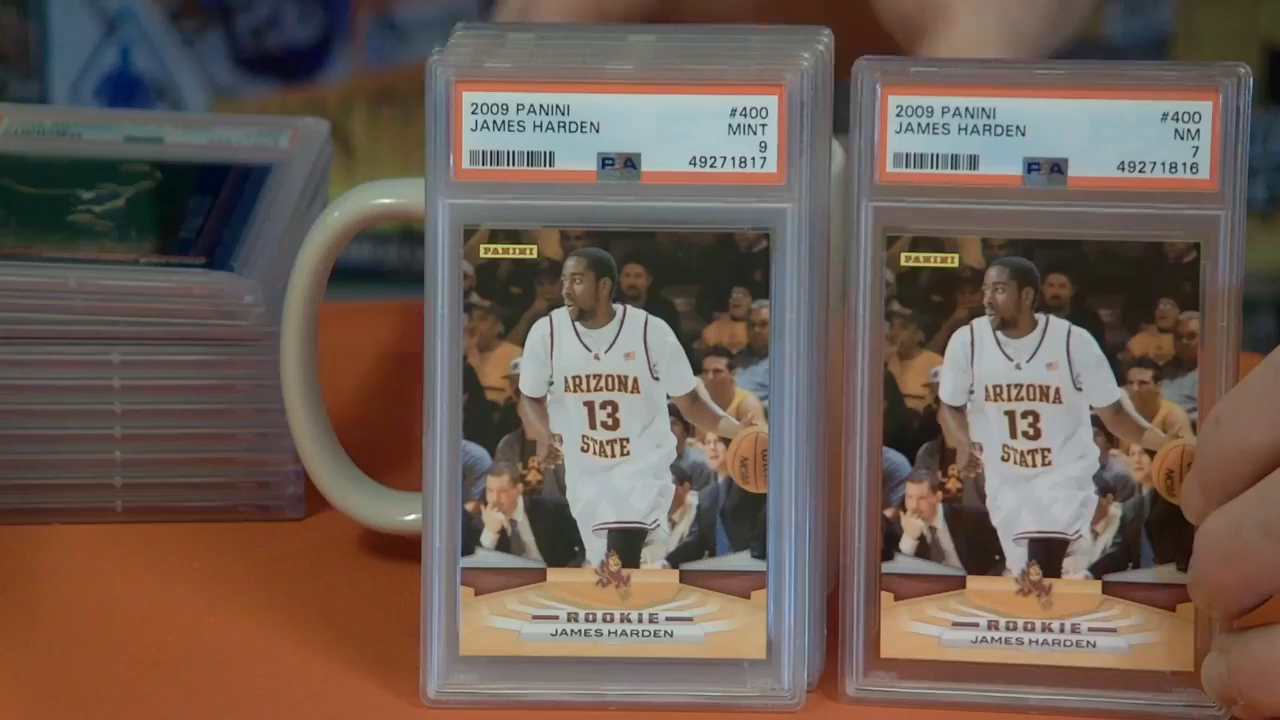 2009 PANINI #400
JAMES HARDEN MINT
9
PSA 49271817
PANINI
ARIZONA
13
STATE
ROOKIE
JAMES HARDEN
2009 PANINI #400
JAMES HARDEN NM
7
PSA 49271816
PANINI
ARIZONA
13
STATE
ROOKIE
JAMES HARDEN